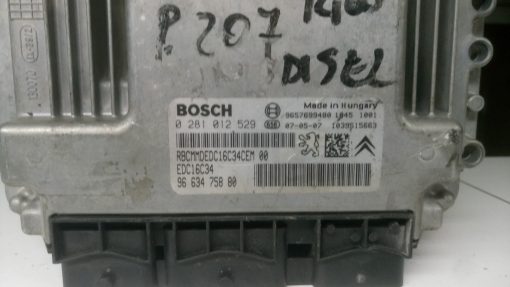 P 207
DISEL
BOSCH
Made in Hungary
9657699480 1045 1001
0 281 012 529
07-05-07 1039S15663
RBCMMDEDC16C34CEM 00
EDC16C34
96 634 758 80